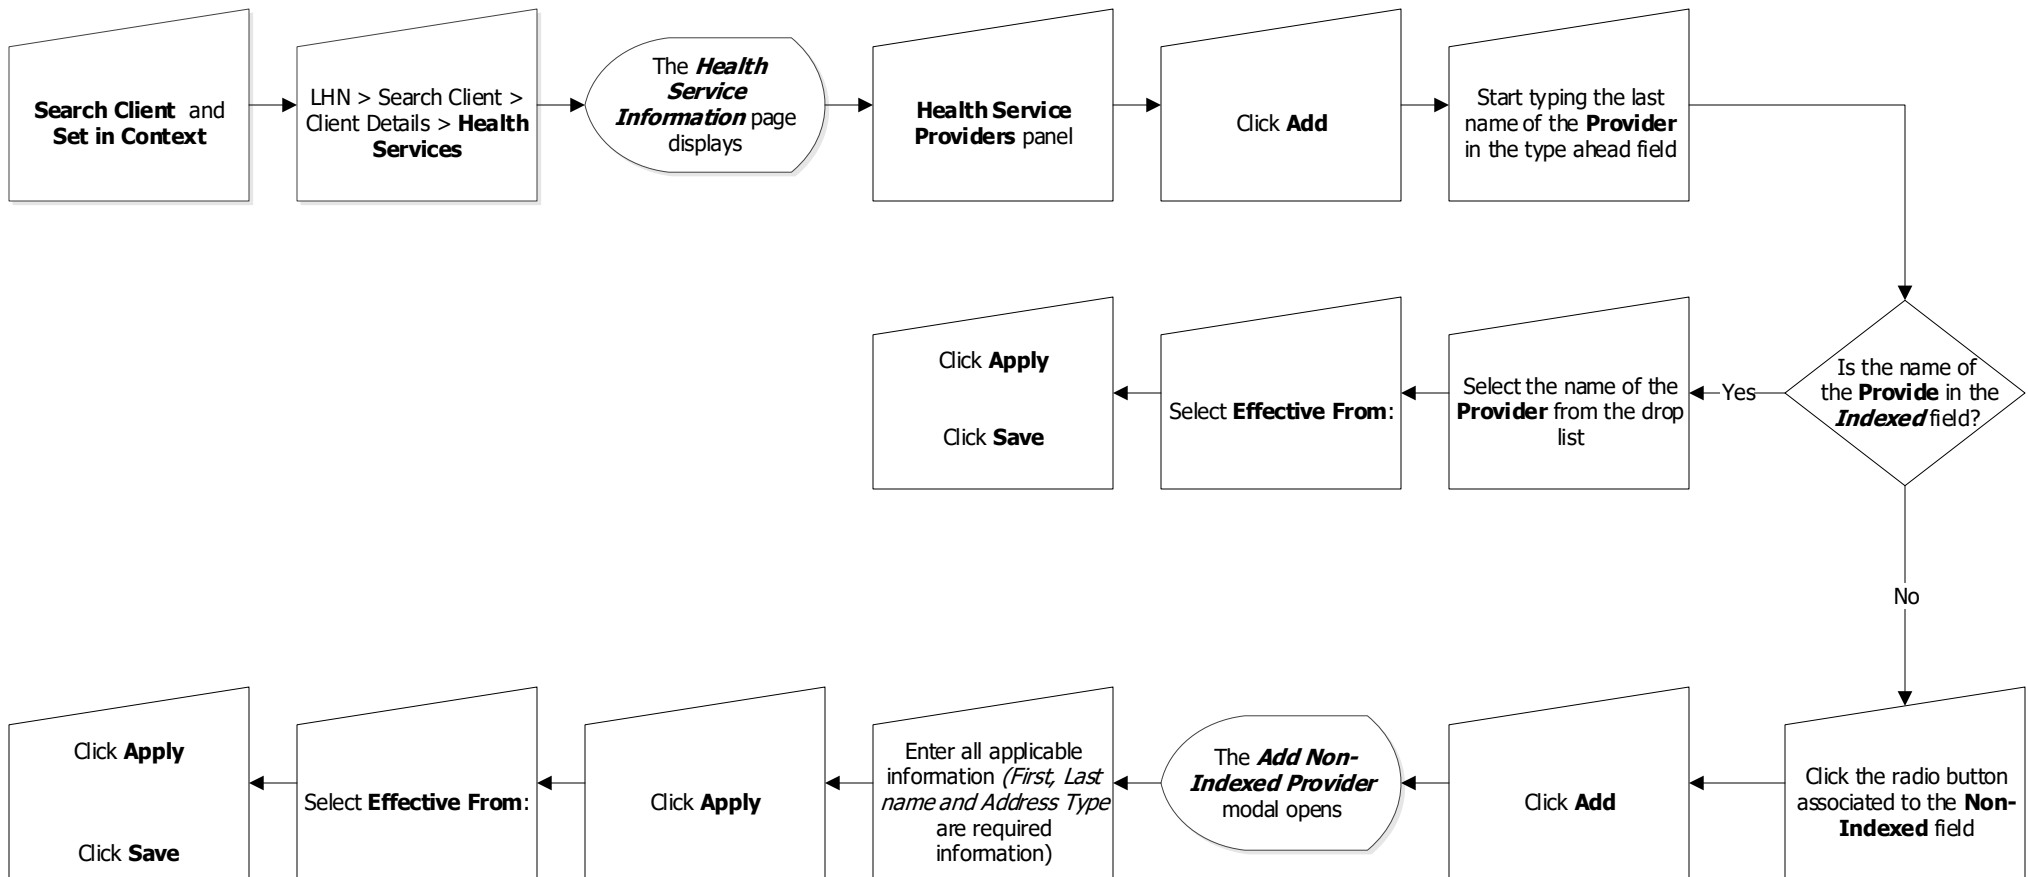 Search Client and
Set in Context
LHN > Search Client >
Client Details > Health
Services
The Health
Service
Information page
displays
Health Service
Providers panel
Click Add
Start typing the last
name of the Provider
in the type ahead field
Is the name of
the Provide in the
Indexed field?
Yes
Select the name of the
Provider from the drop
list
Select Effective From:
Click Apply
Click Save
No
Click the radio button
associated to the Non-
Indexed field
Click Add
The Add Non-
Indexed Provider
modal opens
Enter all applicable
information (First, Last
name and Address Type
are required
information)
Click Apply
Select Effective From:
Click Apply
Click Save